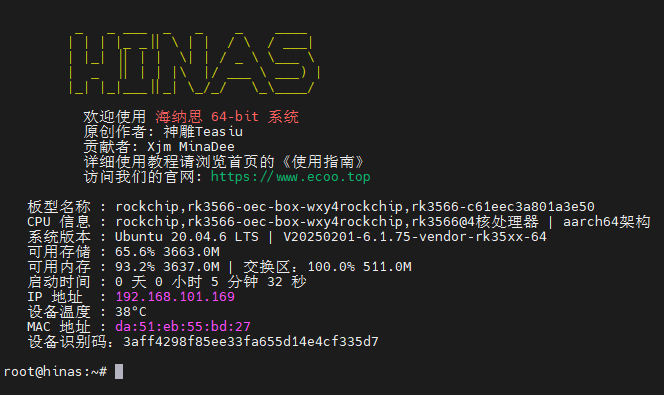 HINAS
欢迎使用 海纳思 64-bit 系统
原创作者: 神雕Teasiu
贡献者: Xjm MinaDee
详细使用教程请浏览首页的《使用指南》
访问我们的官网: https://www.ecoo.top
板型名称 : rockchip,rk3566-oec-box-wxy4rockchip,rk3566-c61eec3a801a3e50
CPU 信息 : rockchip,rk3566-oec-box-wxy4rockchip,rk3566@4核处理器 | aarch64架构
系统版本 : Ubuntu 20.04.6 LTS | V20250201-6.1.75-vendor-rk35xx-64
可用存储 : 65.6% 3663.0M
可用内存 : 93.2% 3637.0M | 交换区: 100.0% 511.0M
启动时间 : 0 天 0 小时 5 分钟 32 秒
IP 地址 : 192.168.101.169
设备温度 : 38°C
MAC 地址 : da:51:eb:55:bd:27
设备识别码: 3aff4298f85ee33fa655d14e4cf335d7
root@hinas:~#